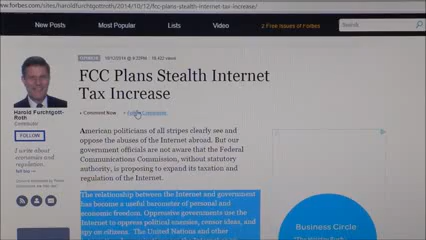 www.forbes.com/sites/haroldfurchtgottroth/2014/10/12/fcc-plans-stealth-internet-tax-increase/
New Posts Most Popular Lists Video 2 Free Issues of Forbes
FCC Plans Stealth Internet
Tax Increase
Harold Furchtgott-
Roth
Contributor
FOLLOW
I write about
economics and
regulation.
+ Comment Now
American politicians of all stripes clearly see and
oppose the abuses of the Internet abroad. But our
government officials are not aware that the Federal
Communications Commission, without statutory
authority, is proposing to expand its taxation and
regulation of the Internet.
The relationship between the Internet and government
has become a useful barometer of personal and
economic freedom. Oppressive governments use the
Internet to oppress political enemies, censor ideas, and
spy on citizens. The United Nations and other
Business Circle